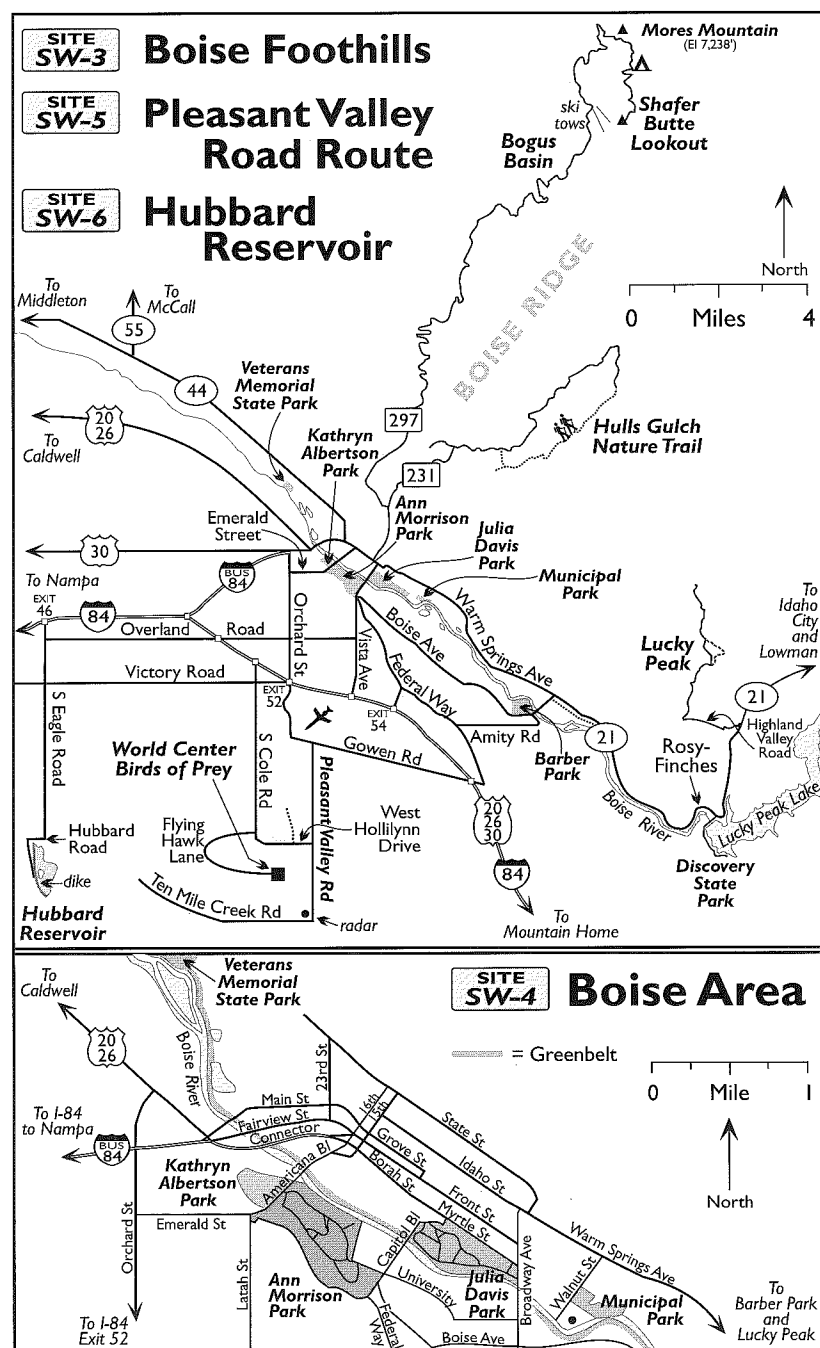 SITE
SW-3
Boise Foothills
SITE
SW-5
Pleasant Valley
Road Route
SITE
SW-6
Hubbard
Reservoir
Mores Mountain
(El 7,238')
ski
tows
Shafer
Butte
Lookout
Bogus
Basin
North
0 Miles 4
BOISE RIDGE
To
Middleton
To
McCall
55
44
Veterans
Memorial
State Park
20
26
To
Caldwell
Kathryn
Albertson
Park
297
231
Hulls Gulch
Nature Trail
Ann
Morrison
Park
Emerald
Street
Julia
Davis
Park
Municipal
Park
30
To Nampa
BUS
84
EXIT
46
84
Overland Road
Orchard St
Vista Ave
Boise Ave
Warm Springs Ave
Federal Way
Victory Road
EXIT
52
EXIT
54
Gowen Rd
Amity Rd
Barber
Park
21
To
Idaho
City
and
Lowman
Lucky
Peak
21
Highland
Valley
Road
Rosy-
Finches
Boise River
Lucky Peak Lake
Discovery
State
Park
S Eagle Road
World Center
Birds of Prey
S Cole Rd
Pleasant Valley Rd
West
Hollilynn
Drive
Flying
Hawk
Lane
Hubbard
Road
dike
Hubbard
Reservoir
Ten Mile Creek Rd
radar
20
26
30
84
To
Mountain Home
To
Caldwell
Veterans
Memorial
State Park
SITE
SW-4
Boise Area
= Greenbelt
0 Mile 1
North
20
26
Boise River
23rd St
16th
15th
State St
Main St
Fairview St
Connector
To I-84
to Nampa
BUS
84
Americana Bl
Grove St
Idaho St
Borah St
Front St
Myrtle St
Kathryn
Albertson
Park
Orchard St
Emerald St
Latah St
Capitol Bl
University
Broadway Ave
Walnut St
Warm Springs Ave
Ann
Morrison
Park
Julia
Davis
Park
Municipal
Park
To I-84
Exit 52
Federal
Way
Boise Ave
To
Barber Park
and
Lucky Peak